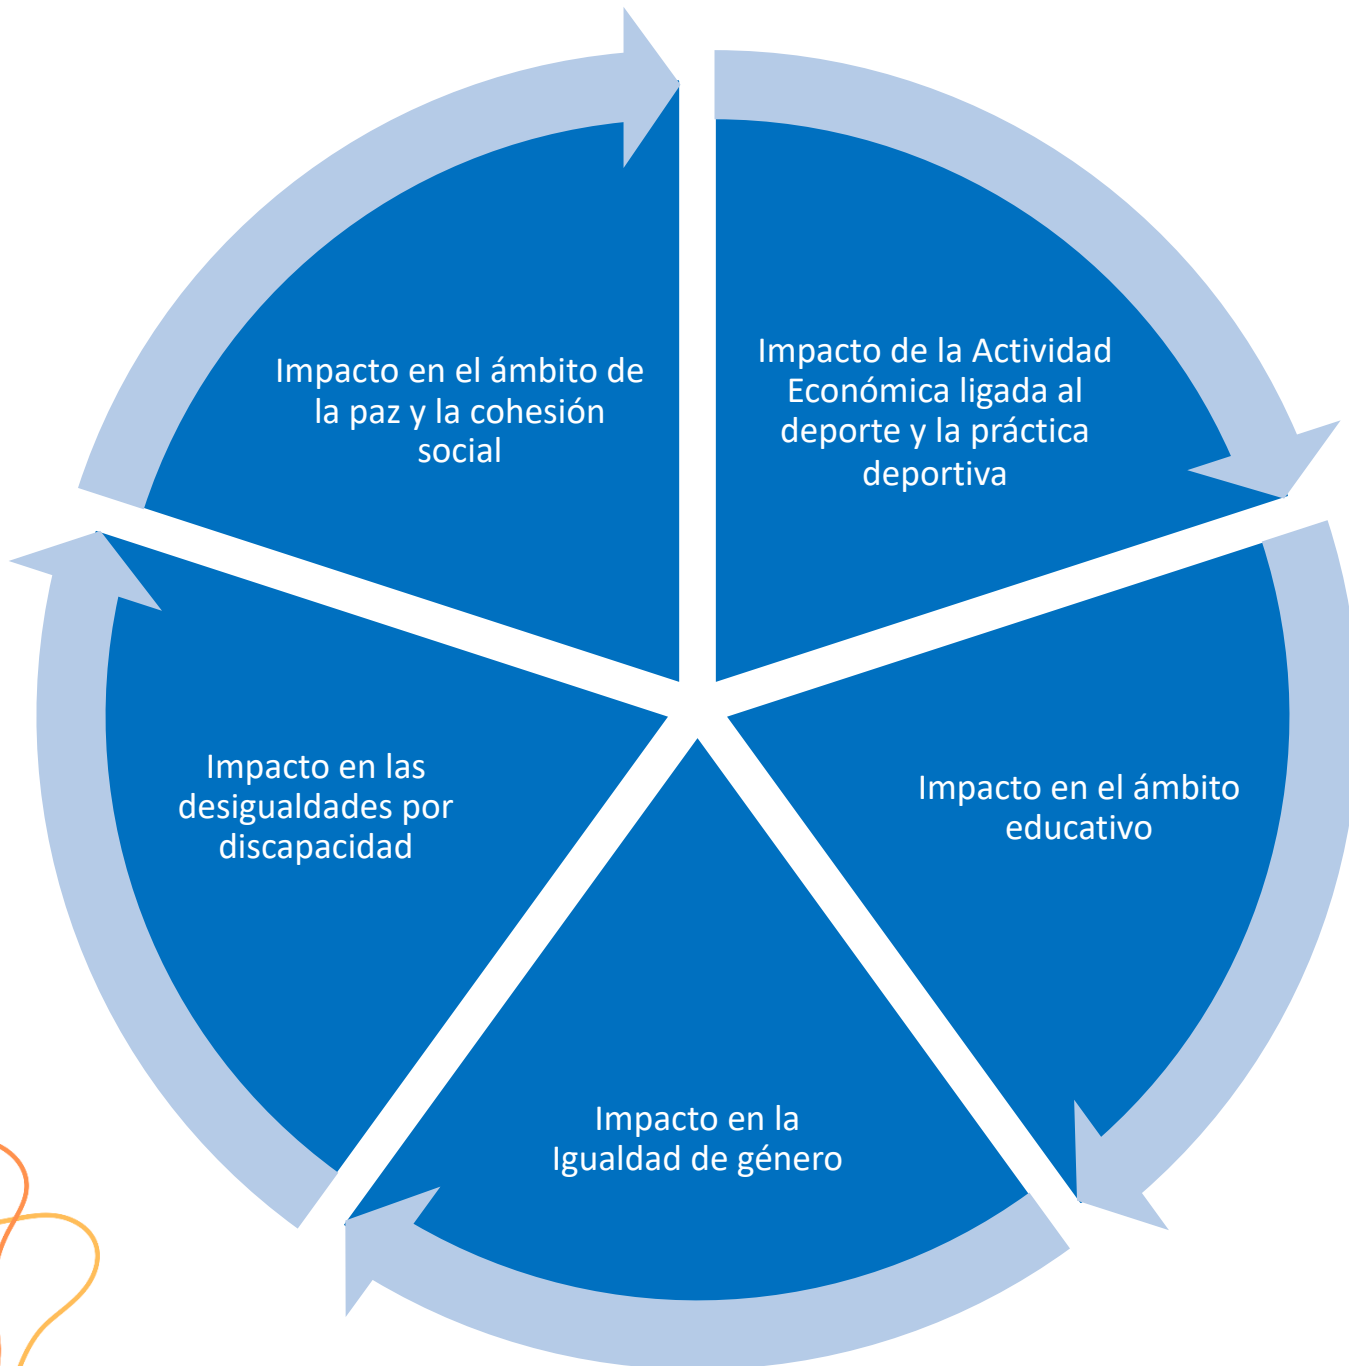 Impacto de la Actividad
Económica ligada al
deporte y la práctica
deportiva
Impacto en el ámbito
educativo
Impacto en la
Igualdad de género
Impacto en las
desigualdades por
discapacidad
Impacto en el ámbito de
la paz y la cohesión
social